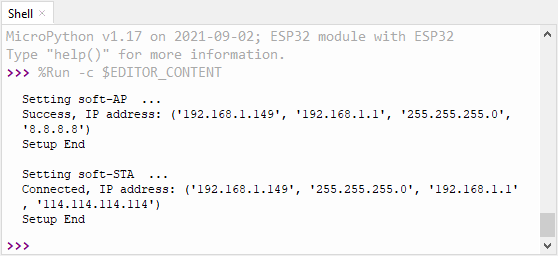 Shell ×
MicroPython v1.17 on 2021-09-02; ESP32 module with ESP32
Type "help()" for more information.
>>> %Run -c $EDITOR_CONTENT
Setting soft-AP  ...
Success, IP address: ('192.168.1.149', '192.168.1.1', '255.255.255.0',
'8.8.8.8')
Setup End
Setting soft-STA  ...
Connected, IP address: ('192.168.1.149', '255.255.255.0', '192.168.1.1'
, '114.114.114.114')
Setup End
>>>